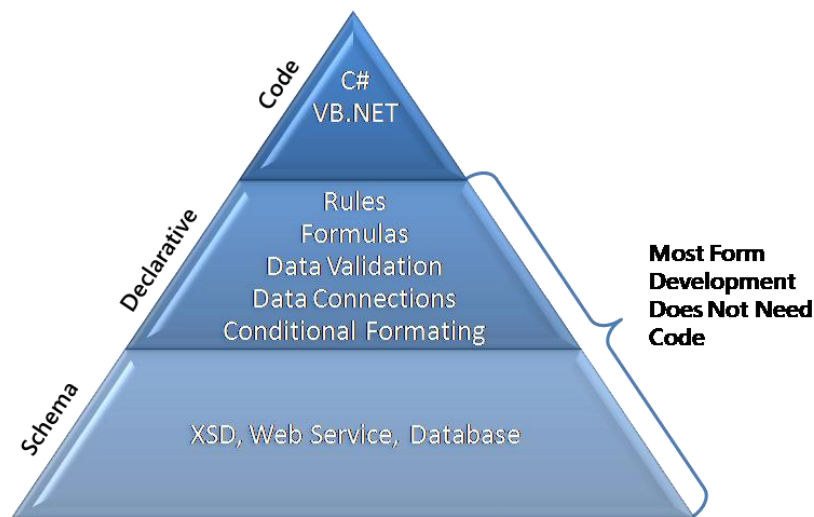 Code
C#
VB.NET
Declarative
Rules
Formulas
Data Validation
Data Connections
Conditional Formating
Most Form
Development
Does Not Need
Code
Schema
XSD, Web Service, Database